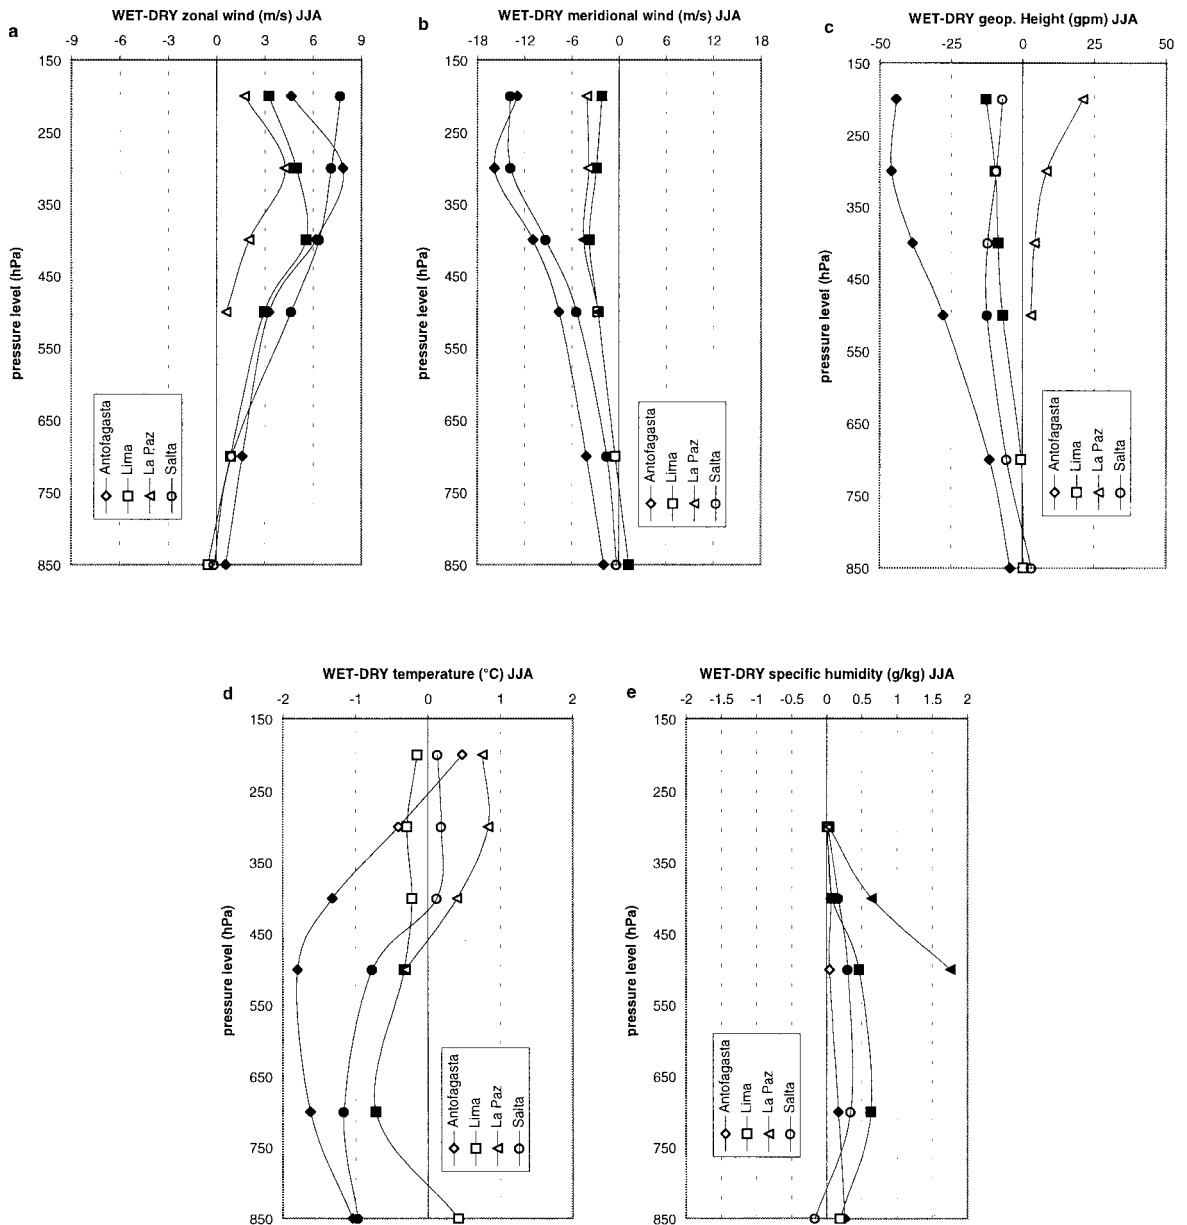 a
WET-DRY zonal wind (m/s) JJA
-9 -6 -3 0 3 6 9
150
250
350
450
550
650
750
850
pressure level (hPa)
Antofagasta
Lima
La Paz
Salta
b
WET-DRY meridional wind (m/s) JJA
-18 -12 -6 0 6 12 18
150
250
350
450
550
650
750
850
pressure level (hPa)
Antofagasta
Lima
La Paz
Salta
c
WET-DRY geop. Height (gpm) JJA
-50 -25 0 25 50
150
250
350
450
550
650
750
850
pressure level (hPa)
Antofagasta
Lima
La Paz
Salta
d
WET-DRY temperature (°C) JJA
-2 -1 0 1 2
150
250
350
450
550
650
750
850
pressure level (hPa)
Antofagasta
Lima
La Paz
Salta
e
WET-DRY specific humidity (g/kg) JJA
-2 -1.5 -1 -0.5 0 0.5 1 1.5 2
150
250
350
450
550
650
750
850
pressure level (hPa)
Antofagasta
Lima
La Paz
Salta